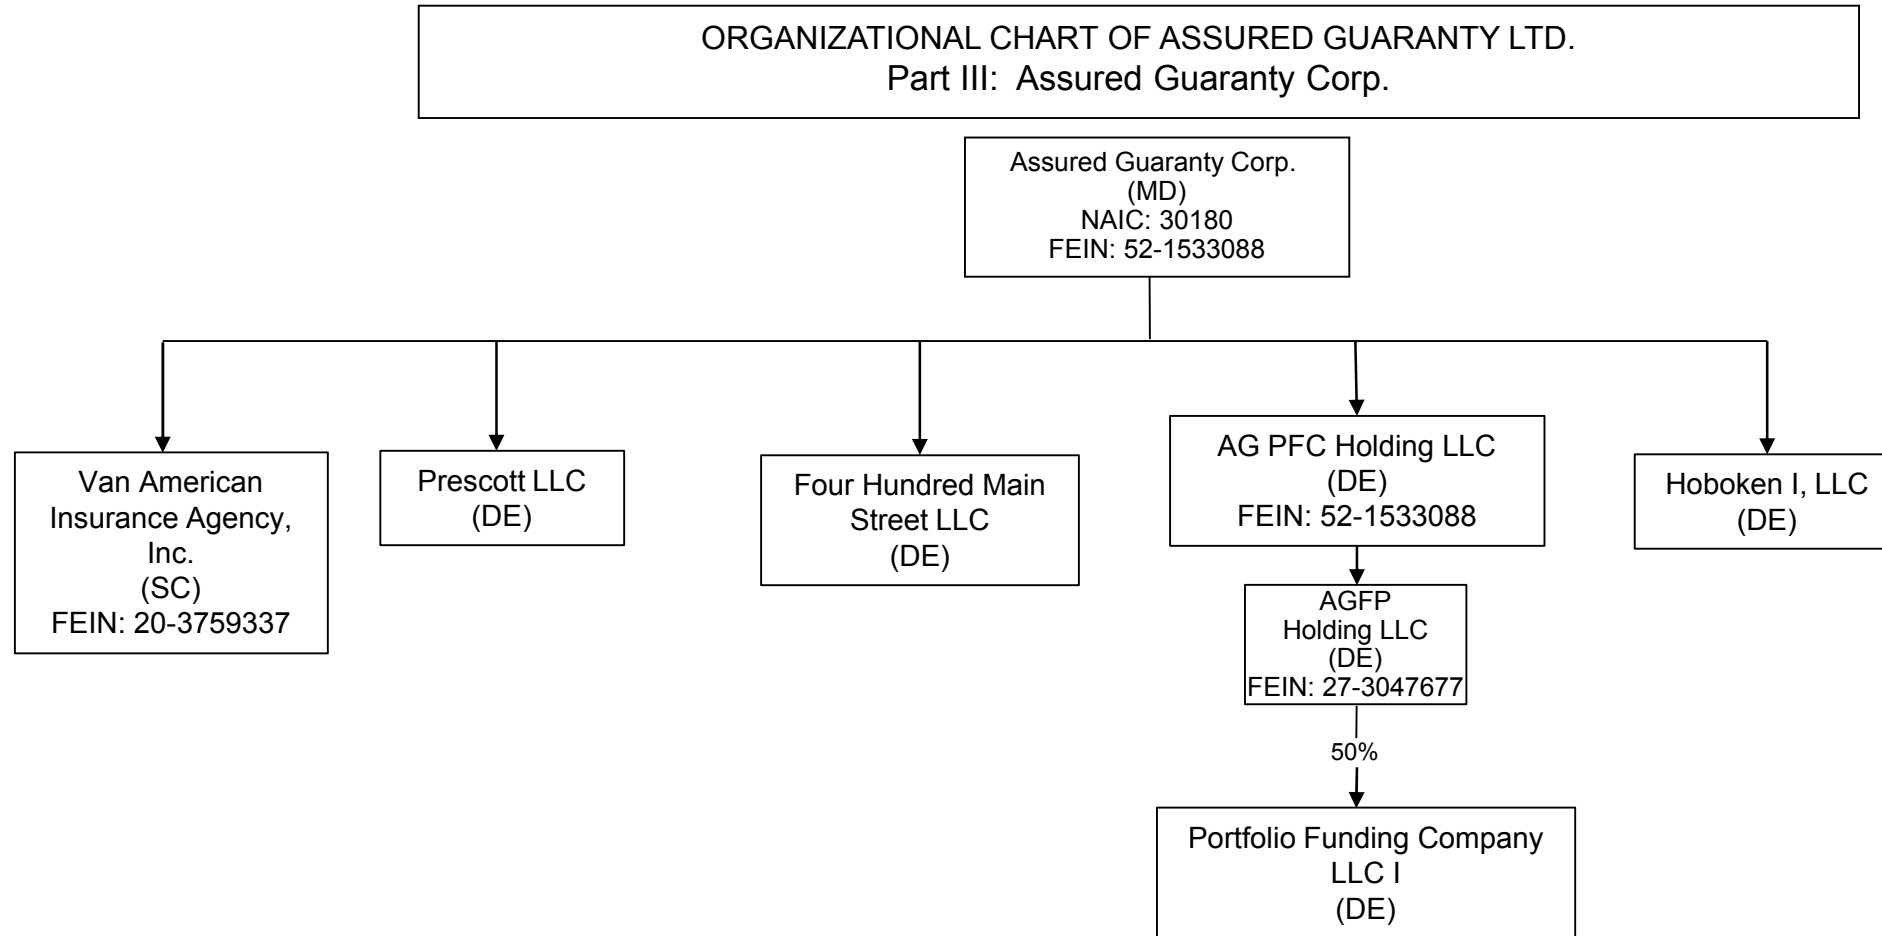 ORGANIZATIONAL CHART OF ASSURED GUARANTY LTD.
Part III: Assured Guaranty Corp.
Assured Guaranty Corp.
(MD)
NAIC: 30180
FEIN: 52-1533088
Van American
Insurance Agency,
Inc.
(SC)
FEIN: 20-3759337
Prescott LLC
(DE)
Four Hundred Main
Street LLC
(DE)
AG PFC Holding LLC
(DE)
FEIN: 52-1533088
Hoboken I, LLC
(DE)
AGFP
Holding LLC
(DE)
FEIN: 27-3047677
50%
Portfolio Funding Company
LLC I
(DE)